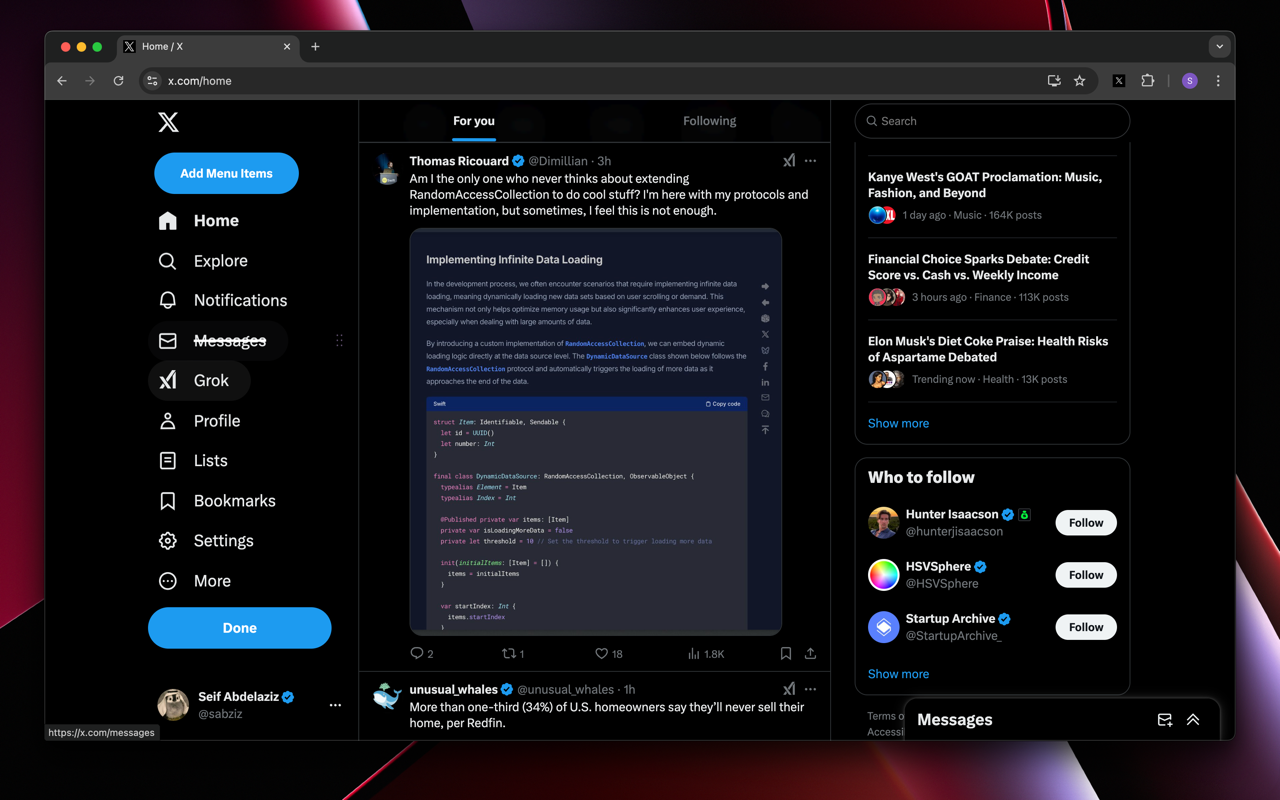 Home / X
x.com/home
S
Add Menu Items
Home
Explore
Notifications
Messages
Grok
Profile
Lists
Bookmarks
Settings
More
Done
Seif Abdelaziz
@sabziz
https://x.com/messages
For you
Following
Thomas Ricouard @Dimillian · 3h
Am I the only one who never thinks about extending
RandomAccessCollection to do cool stuff? I'm here with my protocols and
implementation, but sometimes, I feel this is not enough.
Implementing Infinite Data Loading
In the development process, we often encounter scenarios that require implementing infinite data
loading, meaning dynamically loading new data sets based on user scrolling or demand. This
mechanism not only helps optimize memory usage but also significantly enhances user experience,
especially when dealing with large amounts of data.
By introducing a custom implementation of RandomAccessCollection, we can embed dynamic
loading logic directly at the data source level. The DynamicDataSource class shown below follows the
RandomAccessCollection protocol and automatically triggers the loading of more data as it
approaches the end of the data.
Swift
Copy code
struct Item: Identifiable, Sendable {
let id = UUID()
let number: Int
}
final class DynamicDataSource: RandomAccessCollection, ObservableObject {
typealias Element = Item
typealias Index = Int
@Published private var items: [Item]
private var isLoadingMoreData = false
private let threshold = 10 // Set the threshold to trigger loading more data
init(initialItems: [Item] = []) {
items = initialItems
}
var startIndex: Int {
items.startIndex
}
2
1
18
1.8K
unusual_whales @unusual_whales · 1h
More than one-third (34%) of U.S. homeowners say they'll never sell their
home, per Redfin.
Search
Kanye West's GOAT Proclamation: Music,
Fashion, and Beyond
1 day ago · Music · 164K posts
Financial Choice Sparks Debate: Credit
Score vs. Cash vs. Weekly Income
3 hours ago · Finance · 113K posts
Elon Musk's Diet Coke Praise: Health Risks
of Aspartame Debated
Trending now · Health · 13K posts
Show more
Who to follow
Hunter Isaacson
@hunterjisaacson
Follow
HSVSphere
@HSVSphere
Follow
Startup Archive
@StartupArchive_
Follow
Show more
Terms o
Accessi
Messages